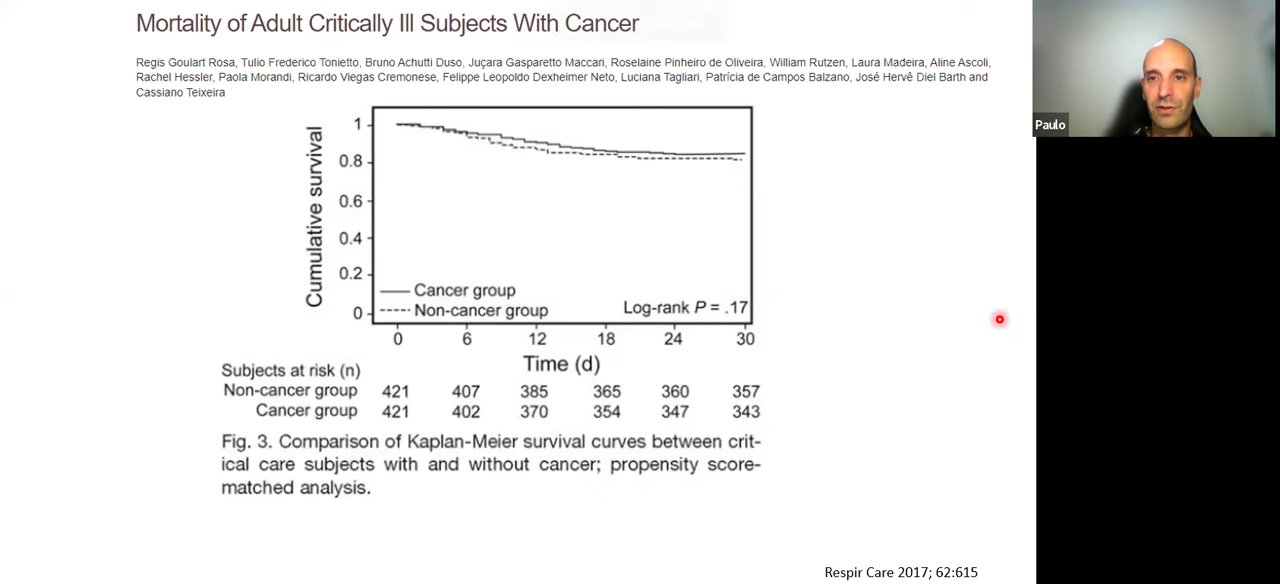 Mortality of Adult Critically Ill Subjects With Cancer
Regis Goulart Rosa, Tulio Frederico Tonietto, Bruno Achutti Duso, Juçara Gasparetto Maccari, Roselaine Pinheiro de Oliveira, William Rutzen, Laura Madeira, Aline Ascoli,
Rachel Hessler, Paola Morandi, Ricardo Viegas Cremonese, Felippe Leopoldo Dexheimer Neto, Luciana Tagliari, Patrícia de Campos Balzano, José Hervê Diel Barth and
Cassiano Teixeira
Paulo
Cumulative survival
1
0.8
0.6
0.4
0.2
0
Cancer group
Non-cancer group
Log-rank P = .17
0 6 12 18 24 30
Time (d)
Subjects at risk (n)
Non-cancer group 421 407 385 365 360 357
Cancer group 421 402 370 354 347 343
Fig. 3. Comparison of Kaplan-Meier survival curves between crit-
ical care subjects with and without cancer; propensity score-
matched analysis.
Respir Care 2017; 62:615